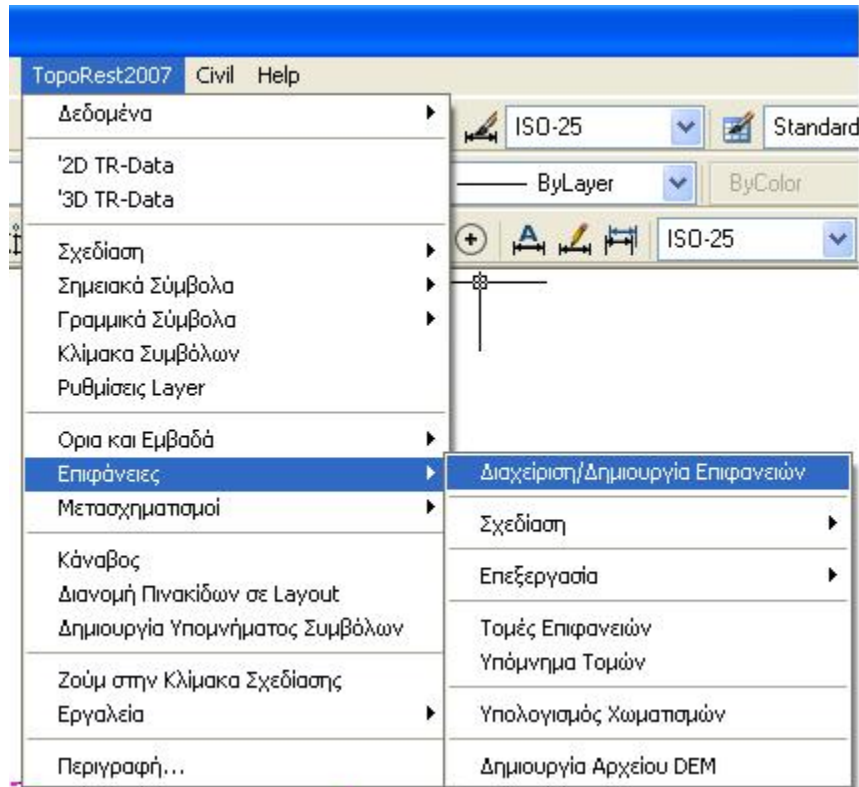 TopoRest2007 Civil Help
Δεδομένα
'2D TR-Data
'3D TR-Data
Σχεδίαση
Σημειακά Σύμβολα
Γραμμικά Σύμβολα
Κλίμακα Συμβόλων
Ρυθμίσεις Layer
Ορια και Εμβαδά
Επιφάνειες
Μετασχηματισμοί
Κάναβος
Διανομή Πινακίδων σε Layout
Δημιουργία Υπομνήματος Συμβόλων
Ζούμ στην Κλίμακα Σχεδίασης
Εργαλεία
Περιγραφή...
ISO-25 Standard
ByLayer ByColor
ISO-25
Διαχείριση/Δημιουργία Επιφανειών
Σχεδίαση
Επεξεργασία
Τομές Επιφανειών
Υπόμνημα Τομών
Υπολογισμός Χωματισμών
Δημιουργία Αρχείου DEM